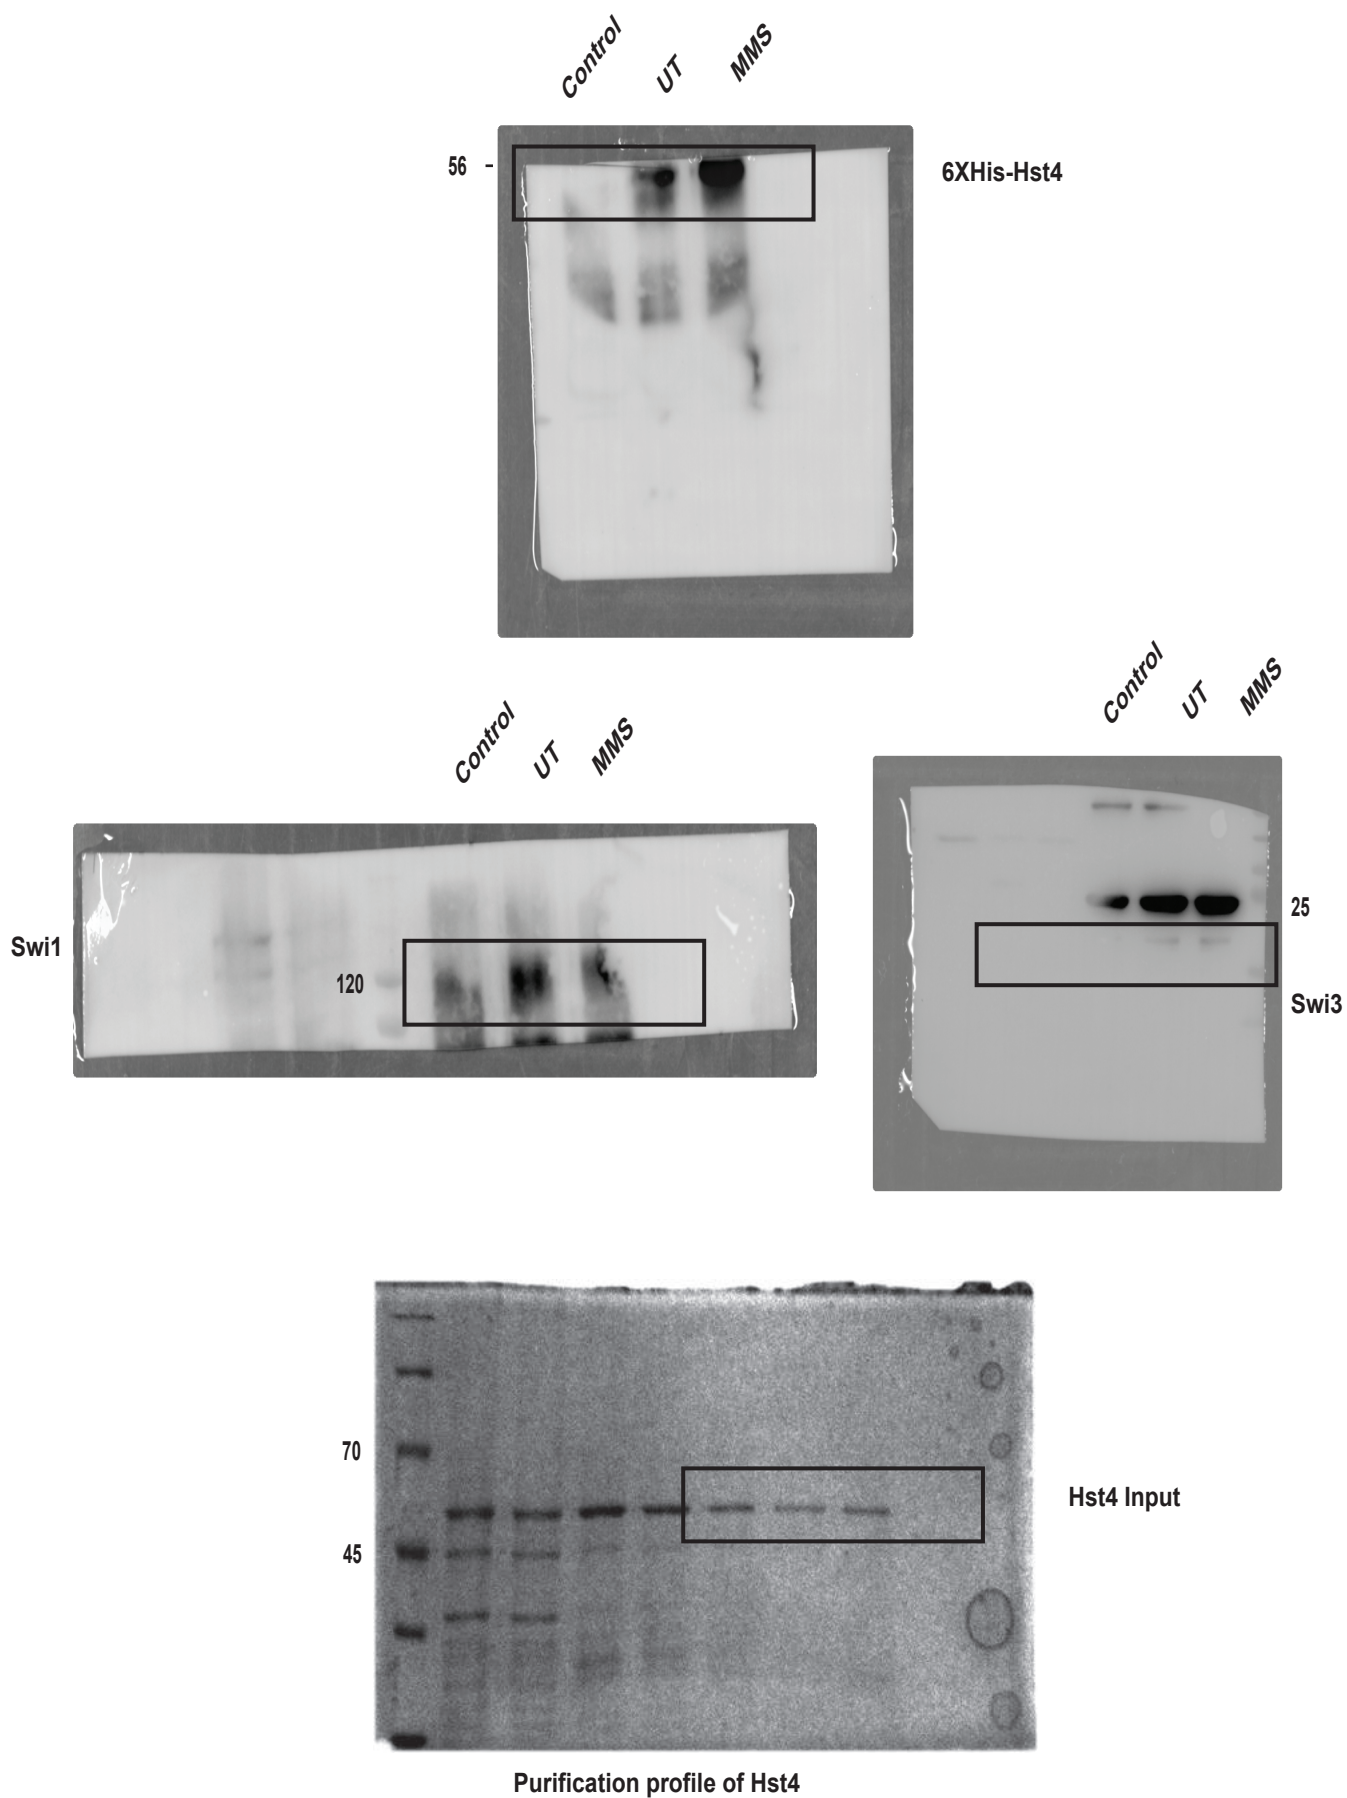 Control UT MMS
56 -
6XHis-Hst4
Control UT MMS
Control UT MMS
Swi1
120
25
Swi3
70
45
Hst4 Input
Purification profile of Hst4